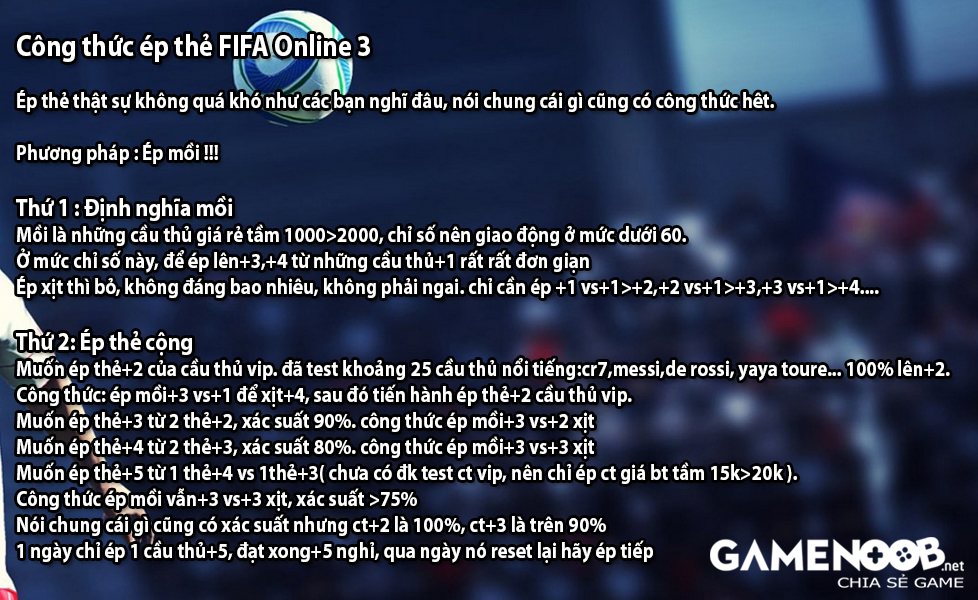 Công thức ép thẻ FIFA Online 3
Ép thẻ thật sự không quá khó như các bạn nghĩ đâu, nói chung cái gì cũng có công thức hêt.
Phương pháp : Ép mồi !!!
Thứ 1 : Định nghĩa mồi
Mồi là những cầu thủ giá rẻ tầm 1000>2000, chỉ số nên giao động ở mức dưới 60.
Ở mức chỉ số này, để ép lên+3,+4 từ những cầu thủ+1 rất rất đơn giạn
Ép xịt thì bỏ, không đáng bao nhiêu, không phải ngai. chỉ cần ép +1 vs+1>+2,+2 vs+1>+3,+3 vs+1>+4....
Thứ 2: Ép thẻ cộng
Muốn ép thẻ+2 của cầu thủ vip. đã test khoảng 25 cầu thủ nổi tiếng:cr7,messi,de rossi, yaya toure... 100% lên+2.
Công thức: ép mồi+3 vs+1 để xịt+4, sau đó tiến hành ép thẻ+2 cầu thủ vip.
Muốn ép thẻ+3 từ 2 thẻ+2, xác suất 90%. công thức ép mồi+3 vs+2 xịt
Muốn ép thẻ+4 từ 2 thẻ+3, xác suất 80%. công thức ép mồi+3 vs+3 xịt
Muốn ép thẻ+5 từ 1 thẻ+4 vs 1thẻ+3( chưa có đk test ct vip, nên chỉ ép ct giá bt tầm 15k>20k ).
Công thức ép mồi vẫn+3 vs+3 xịt, xác suất >75%
Nói chung cái gì cũng có xác suất nhưng ct+2 là 100%, ct+3 là trên 90%
1 ngày chỉ ép 1 cầu thủ+5, đạt xong+5 nghỉ, qua ngày nó reset lại hãy ép tiếp
GAMENOOB.net
CHIA SẺ GAME